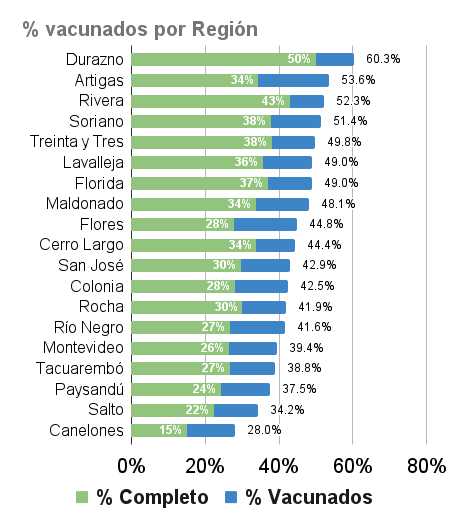 % vacunados por Región
Durazno 50% 60.3%
Artigas 34% 53.6%
Rivera 43% 52.3%
Soriano 38% 51.4%
Treinta y Tres 38% 49.8%
Lavalleja 36% 49.0%
Florida 37% 49.0%
Maldonado 34% 48.1%
Flores 28% 44.8%
Cerro Largo 34% 44.4%
San José 30% 42.9%
Colonia 28% 42.5%
Rocha 30% 41.9%
Río Negro 27% 41.6%
Montevideo 26% 39.4%
Tacuarembó 27% 38.8%
Paysandú 24% 37.5%
Salto 22% 34.2%
Canelones 15% 28.0%
0% 20% 40% 60% 80%
% Completo % Vacunados